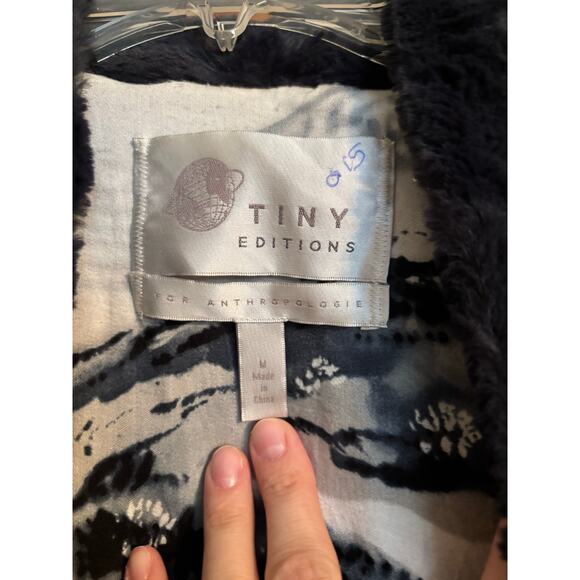 TINY
EDITIONS
FOR ANTHROPOLOGIE
M
Made
in
China